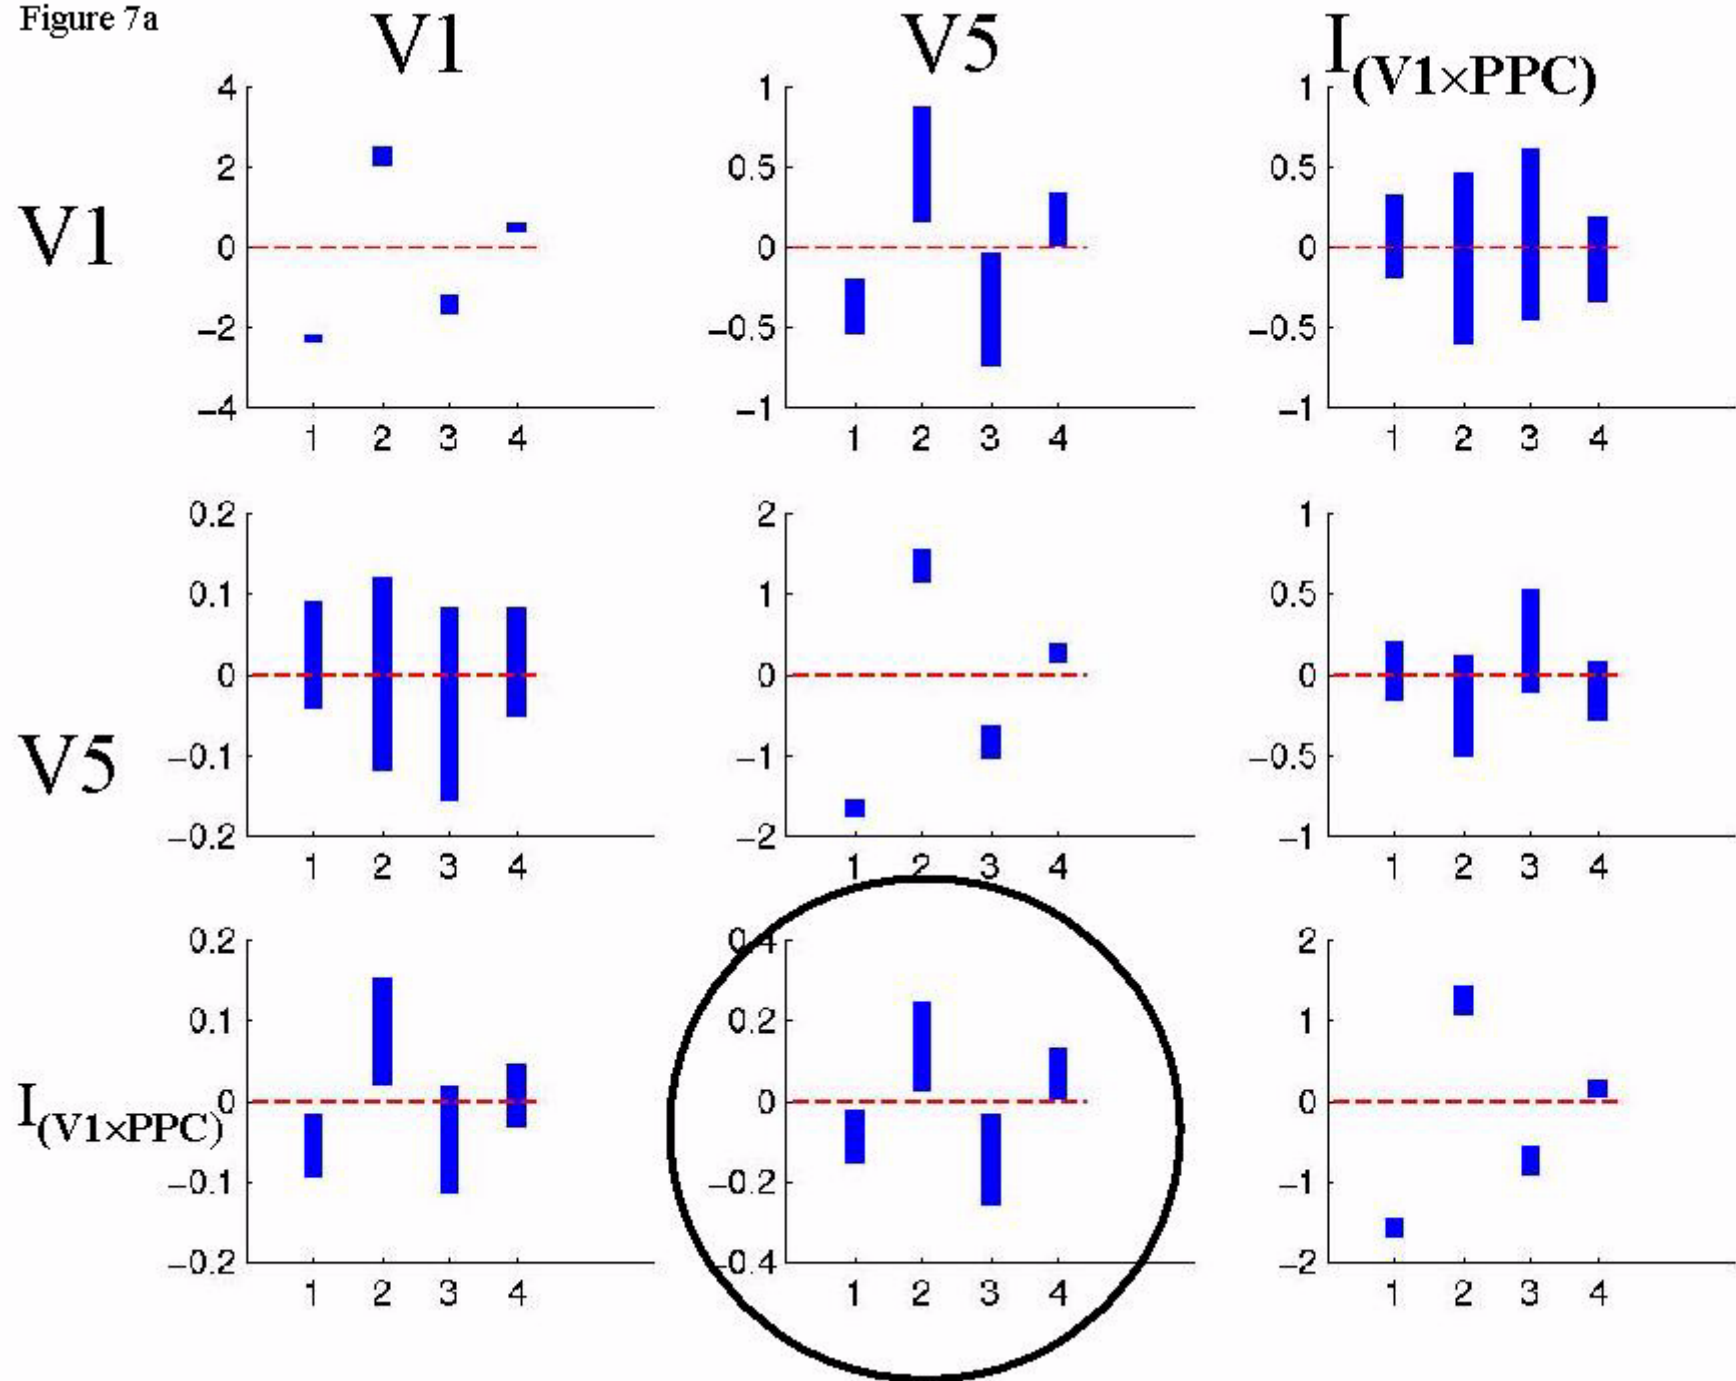 Figure 7a
V1 V5 I(V1×PPC)
4 1 1
2 0.5 0.5
V1 0 0 0
−2 −0.5 −0.5
−4 −1 −1
1 2 3 4 1 2 3 4 1 2 3 4
0.2 2 1
0.1 1 0.5
0 0 0
V5 −0.1 −1 −0.5
−0.2 −2 −1
1 2 3 4 1 2 3 4 1 2 3 4
0.2 0.4 2
0.1 0.2 1
I(V1×PPC) 0 0 0
−0.1 −0.2 −1
−0.2 −0.4 −2
1 2 3 4 1 2 3 4 1 2 3 4